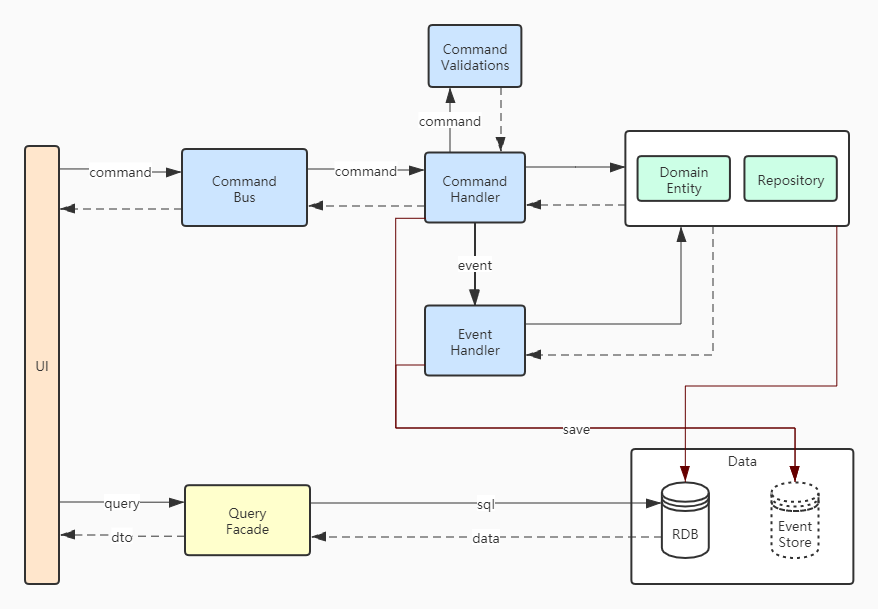 Command
Validations
command
command
Command
Bus
command
Command
Handler
Domain
Entity
Repository
event
Event
Handler
UI
save
Data
query
Query
Facade
sql
RDB
Event
Store
dto
data